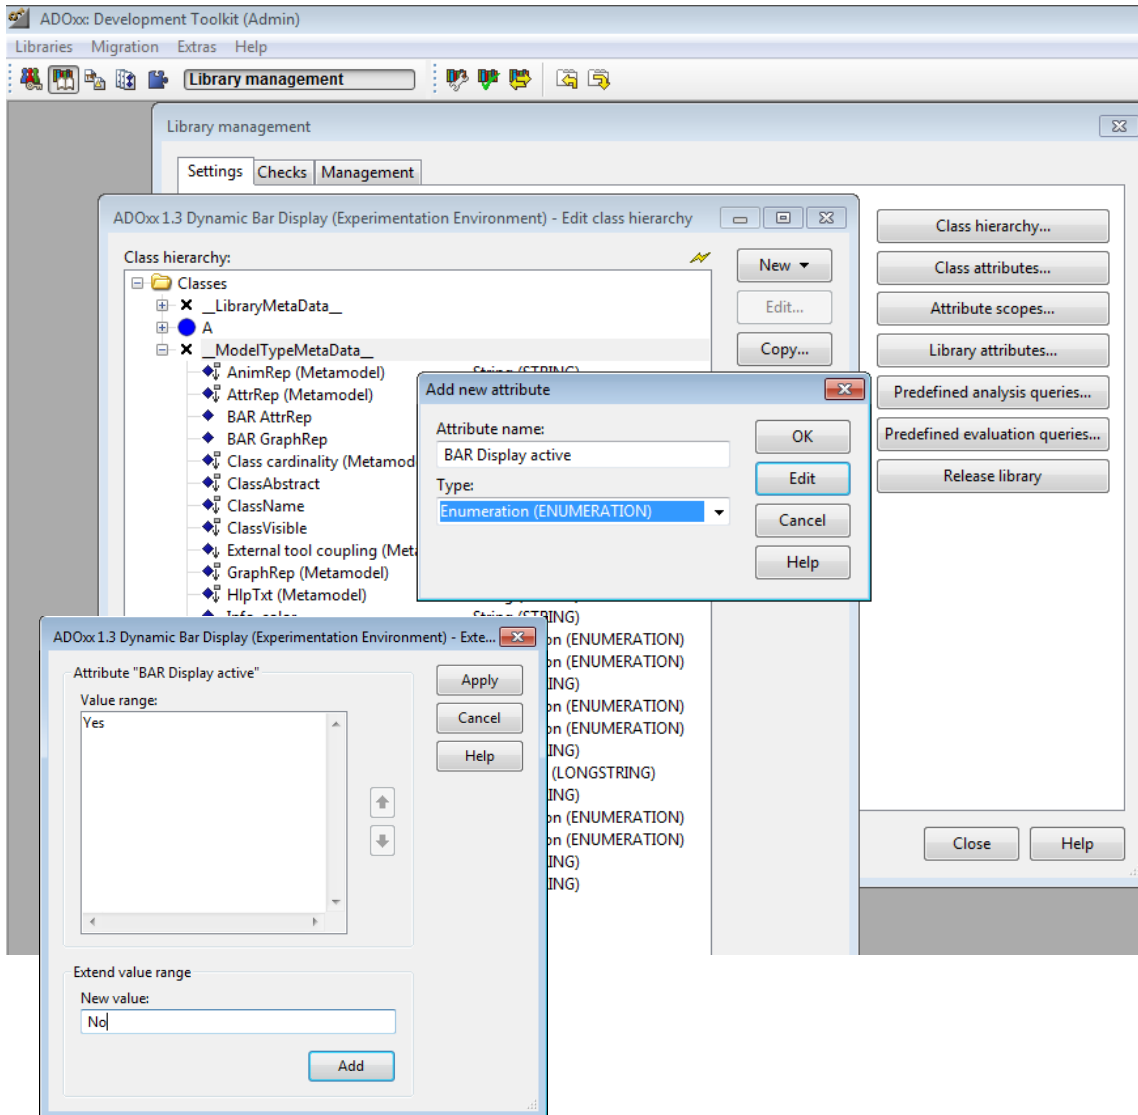 ADOxx: Development Toolkit (Admin)
Libraries Migration Extras Help
Library management
Library management
Settings Checks Management
ADOxx 1.3 Dynamic Bar Display (Experimentation Environment) - Edit class hierarchy
Class hierarchy:
Classes
__LibraryMetaData__
A
__ModelTypeMetaData__
AnimRep (Metamodel) String (STRING)
AttrRep (Metamodel)
BAR AttrRep
BAR GraphRep
Class cardinality (Metamod
ClassAbstract
ClassName
ClassVisible
External tool coupling (Meta
GraphRep (Metamodel)
HlpTxt (Metamodel)
String (STRING)
on (ENUMERATION)
on (ENUMERATION)
ING)
on (ENUMERATION)
on (ENUMERATION)
ING)
(LONGSTRING)
ING)
on (ENUMERATION)
on (ENUMERATION)
ING)
ING)
New
Edit...
Copy...
Class hierarchy...
Class attributes...
Attribute scopes...
Library attributes...
Predefined analysis queries...
Predefined evaluation queries...
Release library
Close Help
Add new attribute
Attribute name:
BAR Display active
Type:
Enumeration (ENUMERATION)
OK
Edit
Cancel
Help
ADOxx 1.3 Dynamic Bar Display (Experimentation Environment) - Exte...
Attribute "BAR Display active"
Value range:
Yes
Apply
Cancel
Help
Extend value range
New value:
No
Add